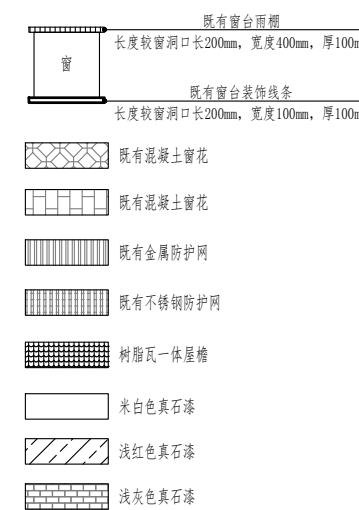 既有窗台雨棚
长度较窗洞口长200mm，宽度400mm，厚100m
窗
既有窗台装饰线条
长度较窗洞口长200mm，宽度100mm，厚100m
既有混凝土窗花
既有混凝土窗花
既有金属防护网
既有不锈钢防护网
树脂瓦一体屋檐
米白色真石漆
浅红色真石漆
浅灰色真石漆